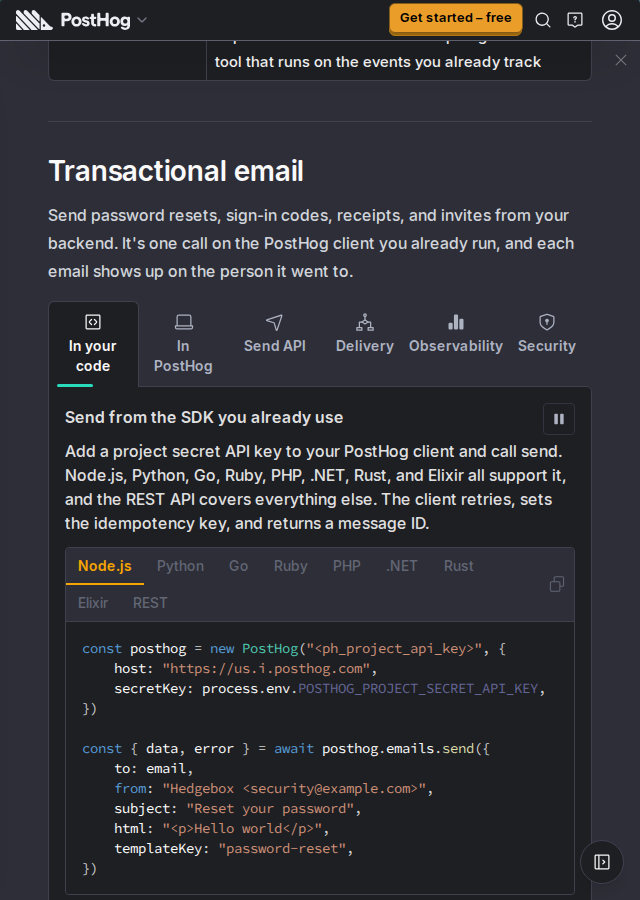 PostHog
Get started – free
tool that runs on the events you already track
Transactional email
Send password resets, sign-in codes, receipts, and invites from your
backend. It's one call on the PostHog client you already run, and each
email shows up on the person it went to.
In your
code
In
PostHog
Send API
Delivery
Observability
Security
Send from the SDK you already use
Add a project secret API key to your PostHog client and call send.
Node.js, Python, Go, Ruby, PHP, .NET, Rust, and Elixir all support it,
and the REST API covers everything else. The client retries, sets
the idempotency key, and returns a message ID.
Node.js Python Go Ruby PHP .NET Rust
Elixir REST
const posthog = new PostHog("<ph_project_api_key>", {
    host: "https://us.i.posthog.com",
    secretKey: process.env.POSTHOG_PROJECT_SECRET_API_KEY,
})
const { data, error } = await posthog.emails.send({
    to: email,
    from: "Hedgebox <security@example.com>",
    subject: "Reset your password",
    html: "<p>Hello world</p>",
    templateKey: "password-reset",
})